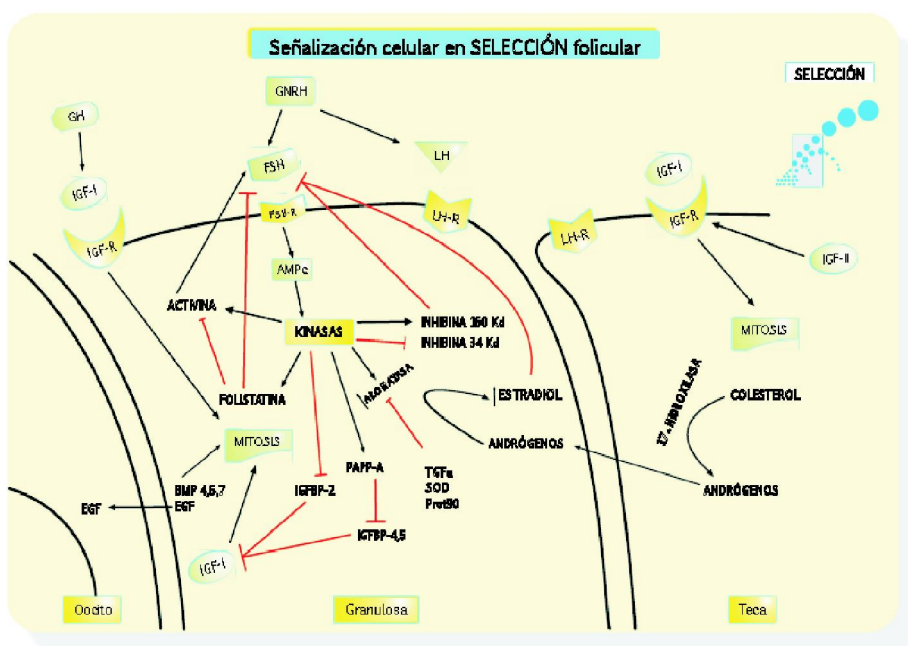 Señalización celular en SELECCIÓN folicular
SELECCIÓN
GNRH
GH
FSH
LH
IGF-I
IGF-I
FSH-R
LH-R
IGF-R
IGF-R
LH-R
IGF-II
AMPc
ACTIVINA
KINASAS
INHIBINA 160 Kd
INHIBINA 34 Kd
MITOSIS
FOLISTATINA
AROMATASA
ESTRADIOL
17α HIDROXILASA
COLESTEROL
MITOSIS
ANDRÓGENOS
PAPP-A
TGFα
SOD
Prot90
BMP 4,6,7
EGF
EGF
IGFBP-2
ANDRÓGENOS
IGFBP-4,5
IGF-I
Oocito
Granulosa
Teca